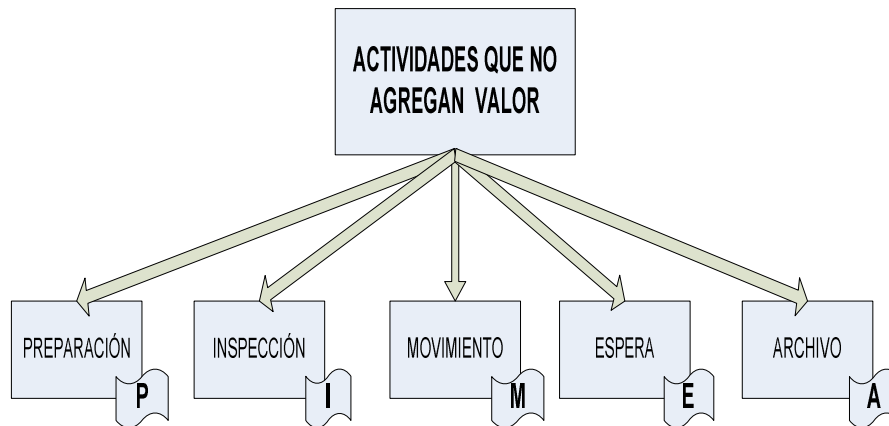 ACTIVIDADES QUE NO
AGREGAN VALOR
PREPARACIÓN
INSPECCIÓN
MOVIMIENTO
ESPERA
ARCHIVO
P
I
M
E
A